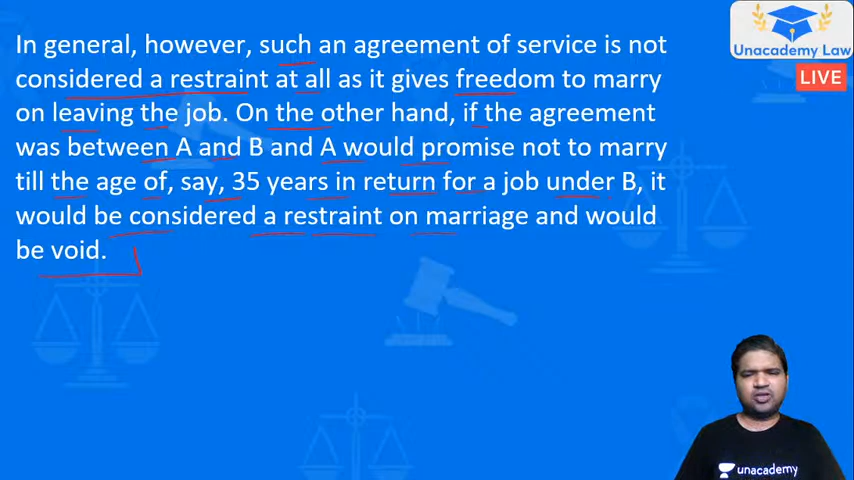 In general, however, such an agreement of service is not
considered a restraint at all as it gives freedom to marry
on leaving the job. On the other hand, if the agreement
was between A and B and A would promise not to marry
till the age of, say, 35 years in return for a job under B, it
would be considered a restraint on marriage and would
be void.
Unacademy Law
LIVE
unacademy